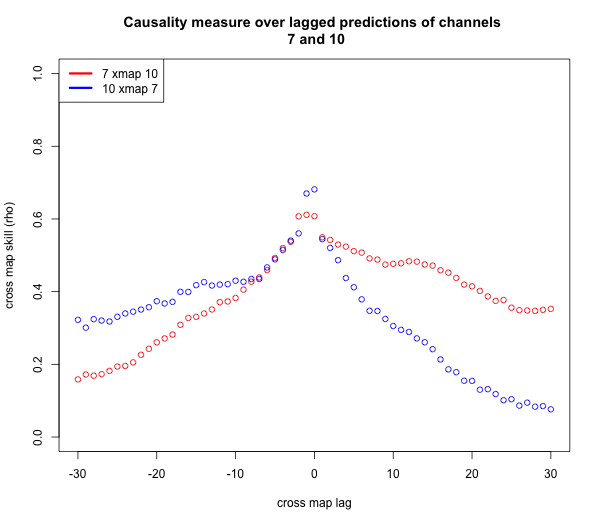 Causality measure over lagged predictions of channels
7 and 10
7 xmap 10
10 xmap 7
cross map skill (rho)
1.0
0.8
0.6
0.4
0.2
0.0
-30
-20
-10
0
10
20
30
cross map lag